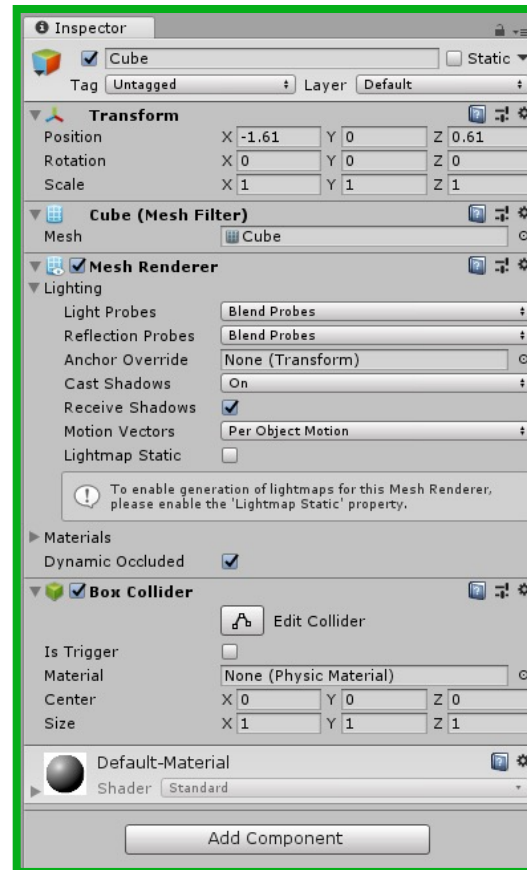 Inspector
Cube Static
Tag Untagged Layer Default
Transform
Position X -1.61 Y 0 Z 0.61
Rotation X 0 Y 0 Z 0
Scale X 1 Y 1 Z 1
Cube (Mesh Filter)
Mesh Cube
Mesh Renderer
Lighting
Light Probes Blend Probes
Reflection Probes Blend Probes
Anchor Override None (Transform)
Cast Shadows On
Receive Shadows
Motion Vectors Per Object Motion
Lightmap Static
To enable generation of lightmaps for this Mesh Renderer,
please enable the 'Lightmap Static' property.
Materials
Dynamic Occluded
Box Collider
Edit Collider
Is Trigger
Material None (Physic Material)
Center X 0 Y 0 Z 0
Size X 1 Y 1 Z 1
Default-Material
Shader Standard
Add Component